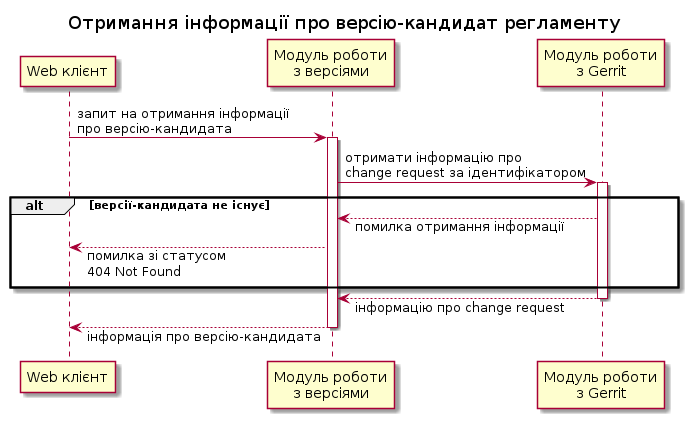 Отримання інформації про версію-кандидат регламенту
Web клієнт
Модуль роботи
з версіями
Модуль роботи
з Gerrit
запит на отримання інформації
про версію-кандидата
отримати інформацію про
change request за ідентифікатором
alt
[версії-кандидата не існує]
помилка отримання інформації
помилка зі статусом
404 Not Found
інформацію про change request
інформація про версію-кандидата
Web клієнт
Модуль роботи
з версіями
Модуль роботи
з Gerrit